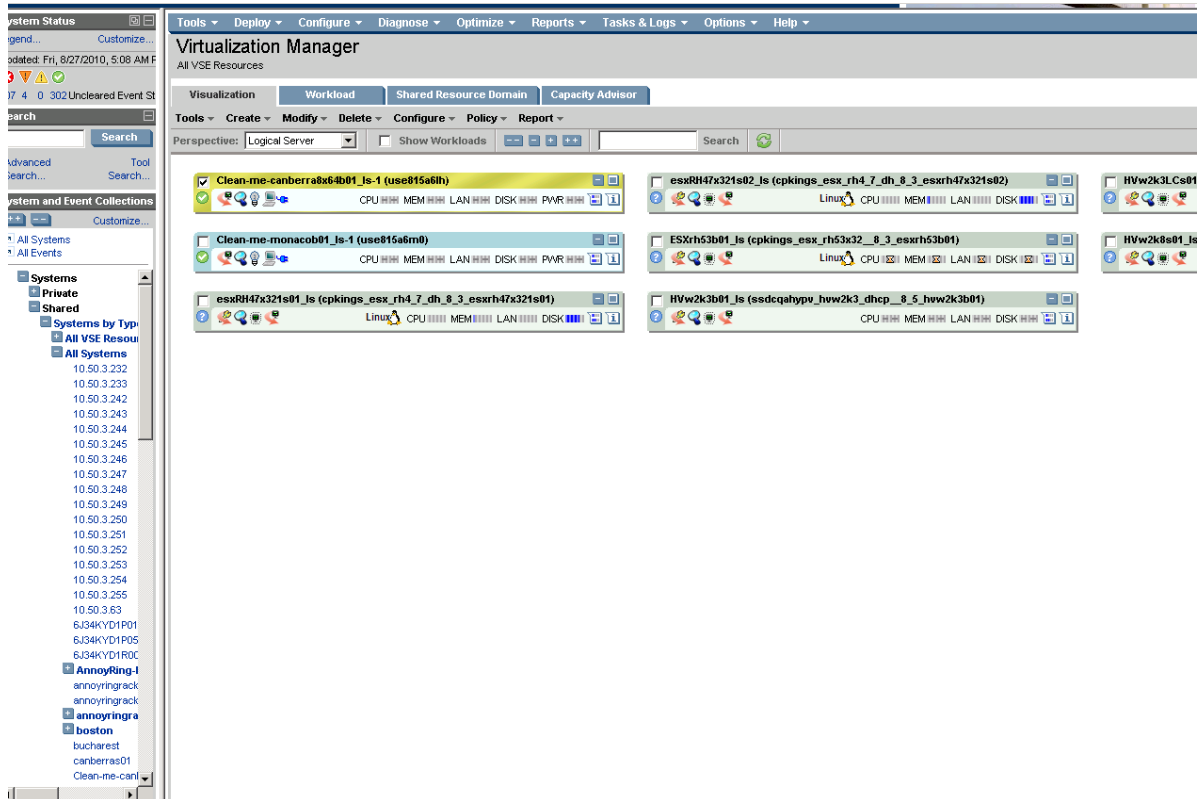 ystem Status
egend... Customize...
pdated: Fri, 8/27/2010, 5:08 AM P
07 4 0 302 Uncleared Event St
earch
Search
Advanced Search... Tool Search...
ystem and Event Collections
Customize...
All Systems
All Events
Systems
Private
Shared
Systems by Type
All VSE Resour
All Systems
10.50.3.232
10.50.3.233
10.50.3.242
10.50.3.243
10.50.3.244
10.50.3.245
10.50.3.246
10.50.3.247
10.50.3.248
10.50.3.249
10.50.3.250
10.50.3.251
10.50.3.252
10.50.3.253
10.50.3.254
10.50.3.255
10.50.3.63
6J34KYD1P01
6J34KYD1P05
6J34KYD1R00
AnnoyRing-I
annoyringrack
annoyringrack
annoyringra
boston
bucharest
canberras01
Clean-me-canl
Tools Deploy Configure Diagnose Optimize Reports Tasks & Logs Options Help
Virtualization Manager
All VSE Resources
Visualization Workload Shared Resource Domain Capacity Advisor
Tools Create Modify Delete Configure Policy Report
Perspective: Logical Server Show Workloads Search
Clean-me-canberra8x64b01_ls-1 (use815a6lh)
CPU MEM LAN DISK PWR
esxRH47x321s02_ls (cpkings_esx_rh4_7_dh_8_3_esxrh47x321s02)
Linux CPU MEM LAN DISK
HVw2k3LCs01
Clean-me-monacob01_ls-1 (use815a6m0)
CPU MEM LAN DISK PWR
ESXrh53b01_ls (cpkings_esx_rh53x32__8_3_esxrh53b01)
Linux CPU MEM LAN DISK
HVw2k8s01_ls
esxRH47x321s01_ls (cpkings_esx_rh4_7_dh_8_3_esxrh47x321s01)
Linux CPU MEM LAN DISK
HVw2k3b01_ls (ssdcqahypv_hvw2k3_dhcp__8_5_hvw2k3b01)
CPU MEM LAN DISK